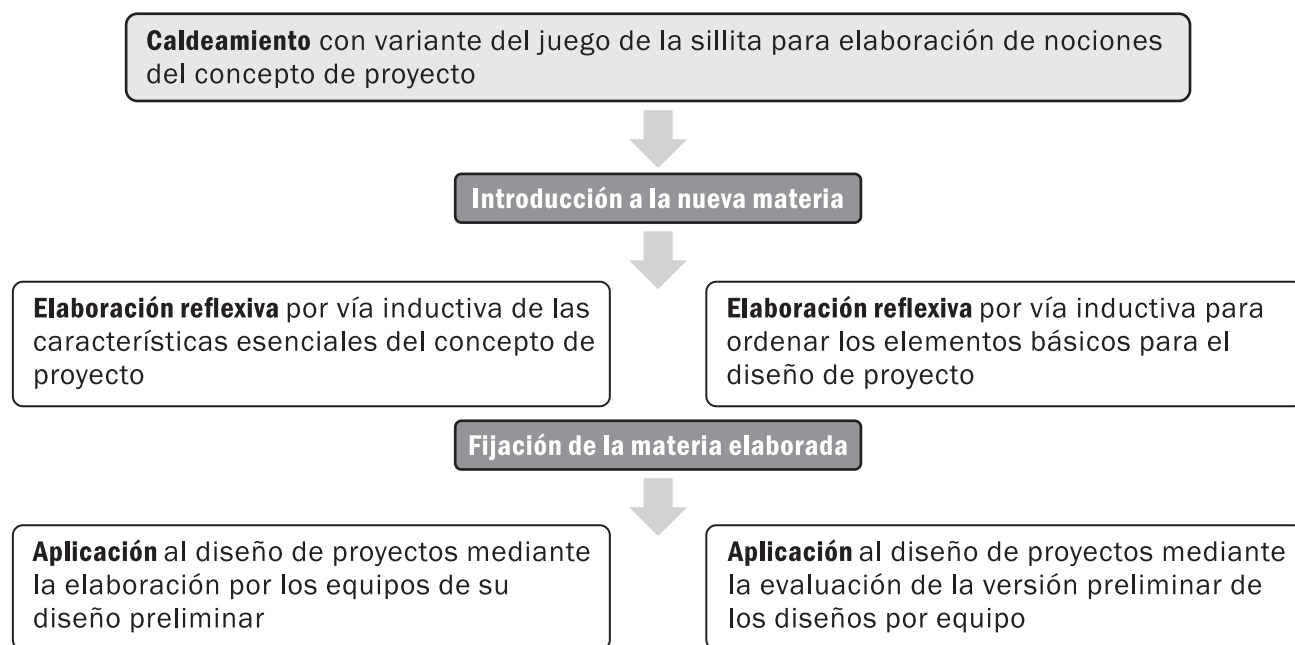 Caldeamiento con variante del juego de la sillita para elaboración de nociones
del concepto de proyecto
Introducción a la nueva materia
Elaboración reflexiva por vía inductiva de las
características esenciales del concepto de
proyecto
Elaboración reflexiva por vía inductiva para
ordenar los elementos básicos para el
diseño de proyecto
Fijación de la materia elaborada
Aplicación al diseño de proyectos mediante
la elaboración por los equipos de su
diseño preliminar
Aplicación al diseño de proyectos mediante
la evaluación de la versión preliminar de
los diseños por equipo